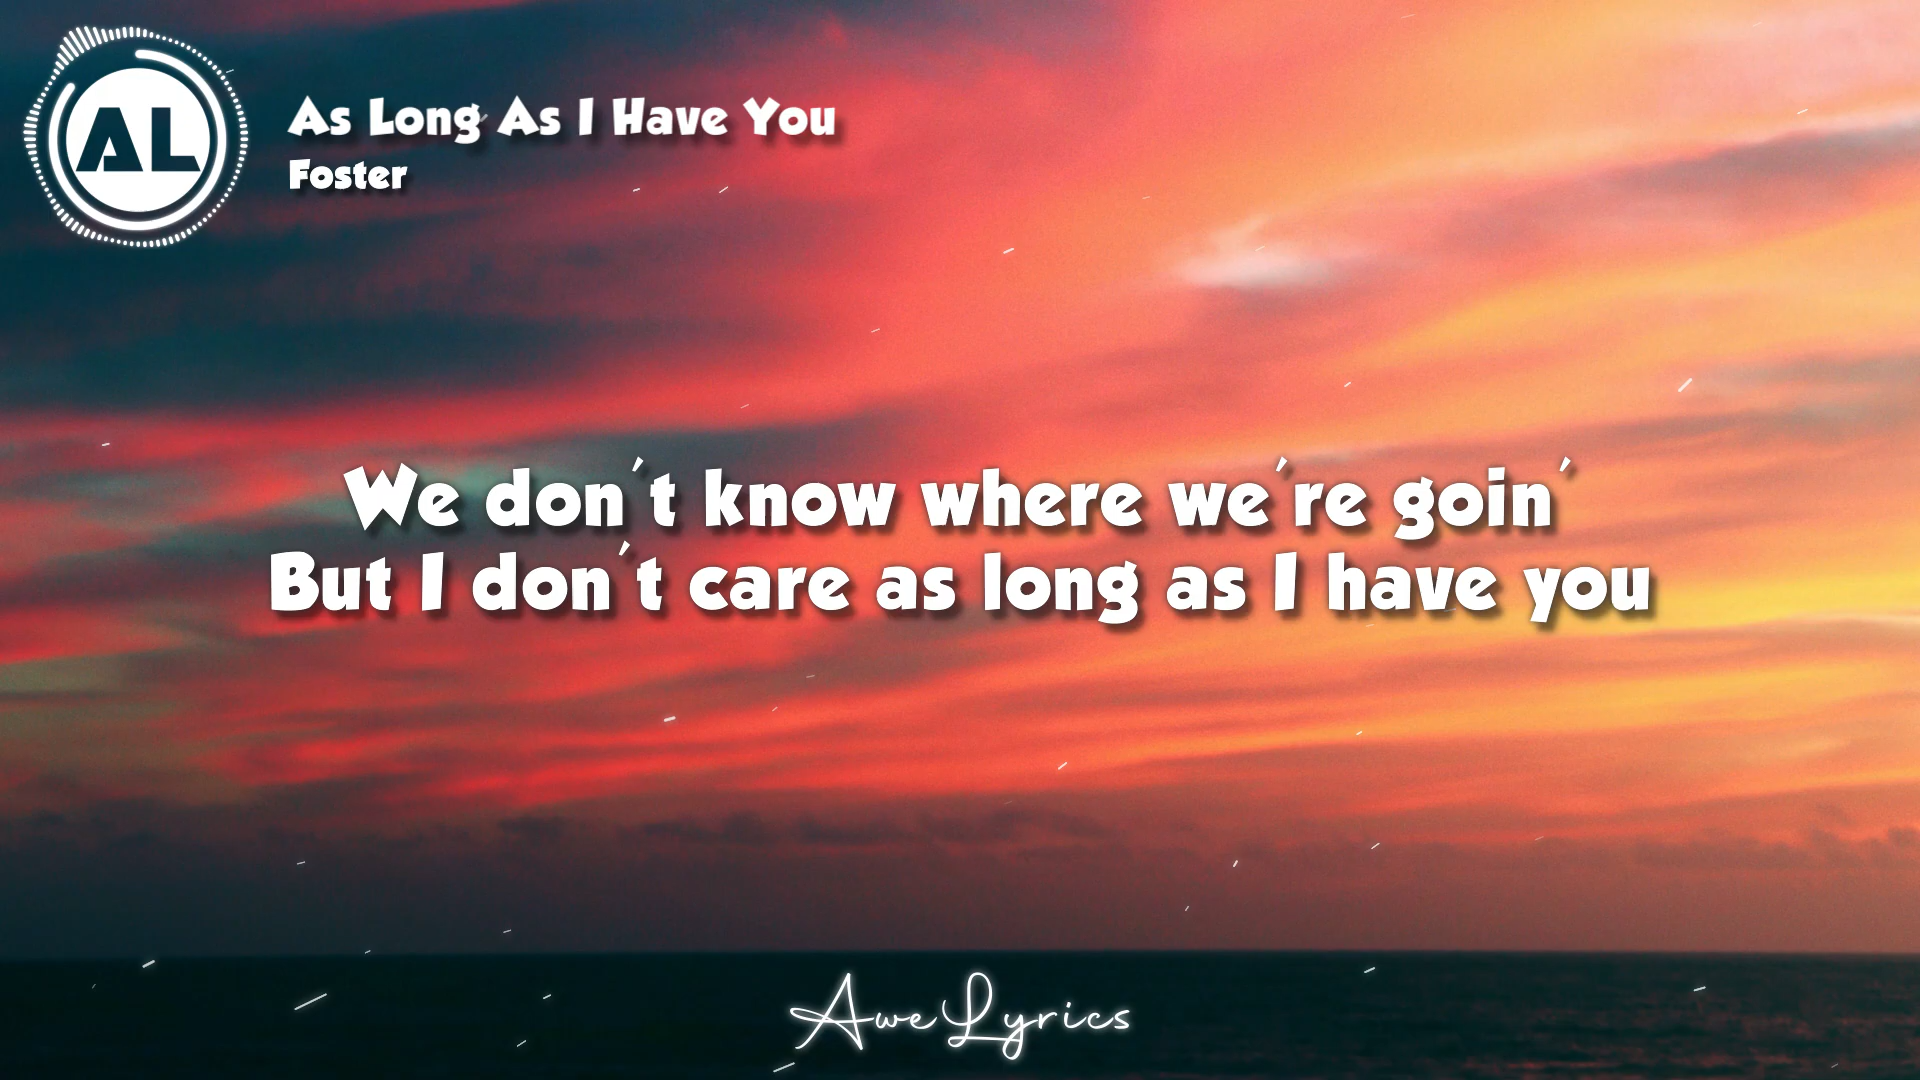 AL
As Long As I Have You
Foster
We don't know where we're goin'
But I don't care as long as I have you
AweLyrics